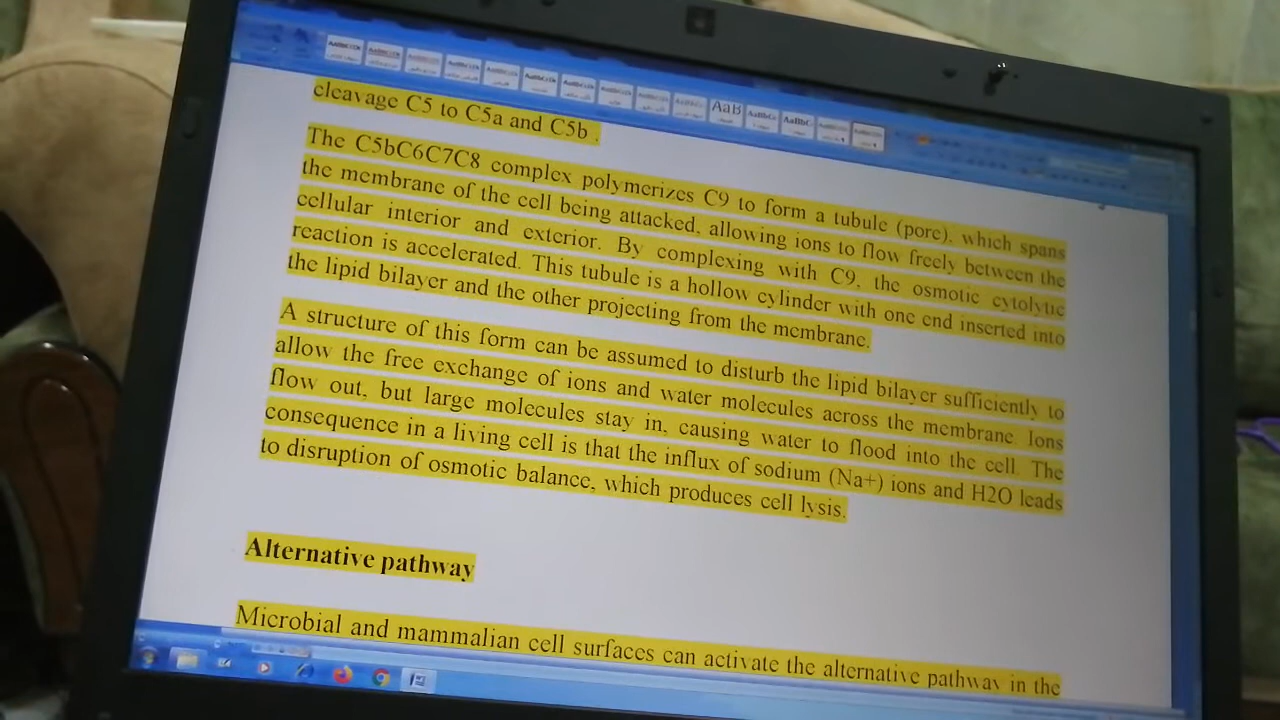 AaB
cleavage C5 to C5a and C5b .
The C5bC6C7C8 complex polymerizes C9 to form a tubule (pore), which spans
the membrane of the cell being attacked, allowing ions to flow freely between the
cellular interior and exterior. By complexing with C9, the osmotic cytolytic
reaction is accelerated. This tubule is a hollow cylinder with one end inserted into
the lipid bilayer and the other projecting from the membrane.
A structure of this form can be assumed to disturb the lipid bilayer sufficiently to
allow the free exchange of ions and water molecules across the membrane. Ions
flow out, but large molecules stay in, causing water to flood into the cell. The
consequence in a living cell is that the influx of sodium (Na+) ions and H2O leads
to disruption of osmotic balance, which produces cell lysis.
Alternative pathway
Microbial and mammalian cell surfaces can activate the alternative pathway in the